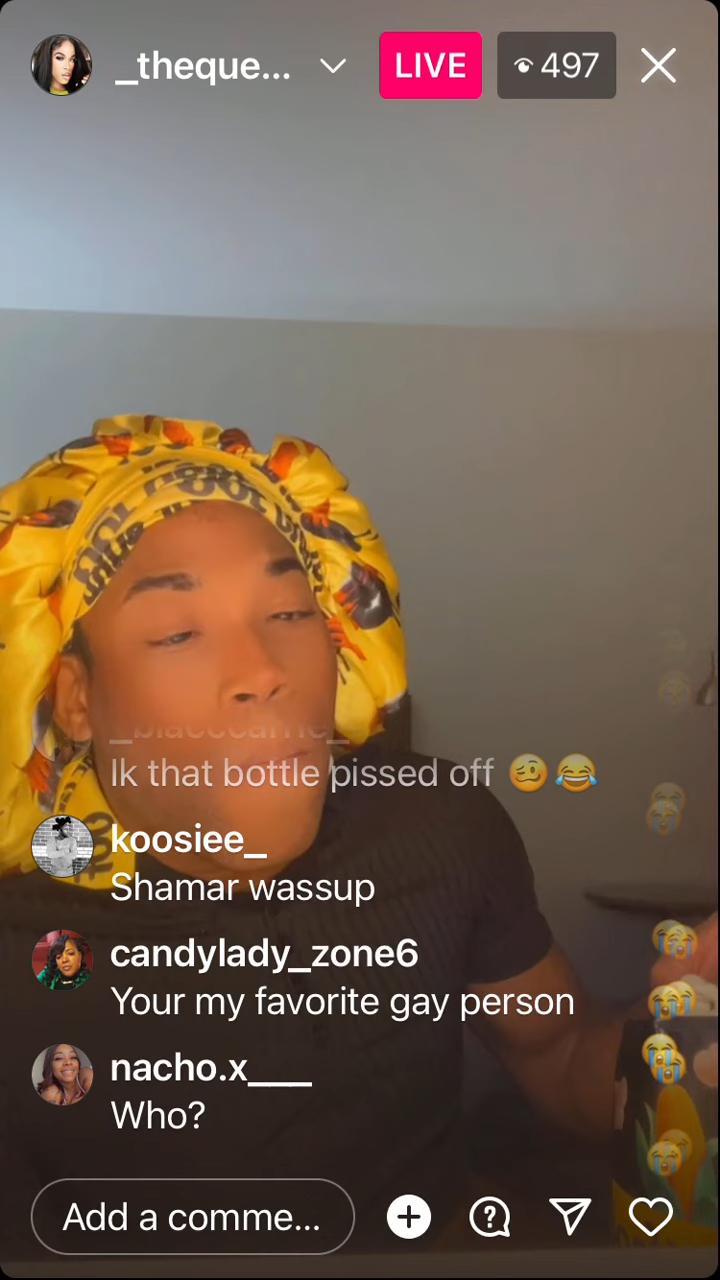 _theque...
LIVE
497
_blacccarrie_
Ik that bottle pissed off 🥴😂
koosiee_
Shamar wassup
candylady_zone6
Your my favorite gay person
nacho.x___
Who?
Add a comme...